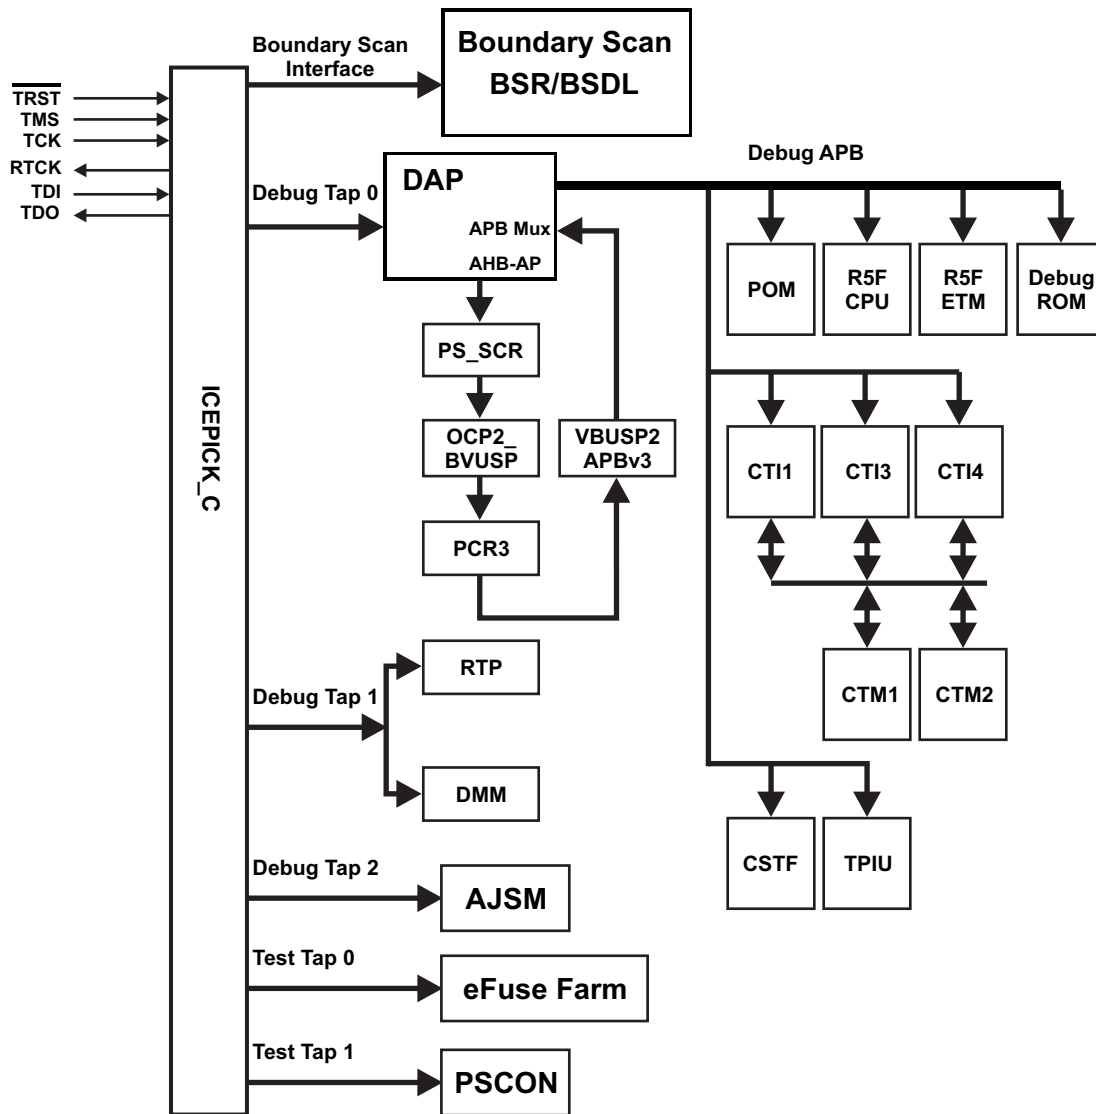 Boundary Scan
Interface
Boundary Scan
BSR/BSDL
TRST
TMS
TCK
RTCK
TDI
TDO
ICEPICK_C
Debug Tap 0
DAP
APB Mux
AHB-AP
Debug APB
POM
R5F
CPU
R5F
ETM
Debug
ROM
PS_SCR
OCP2_
BVUSP
VBUSP2
APBv3
PCR3
CTI1
CTI3
CTI4
CTM1
CTM2
Debug Tap 1
RTP
DMM
CSTF
TPIU
Debug Tap 2
AJSM
Test Tap 0
eFuse Farm
Test Tap 1
PSCON